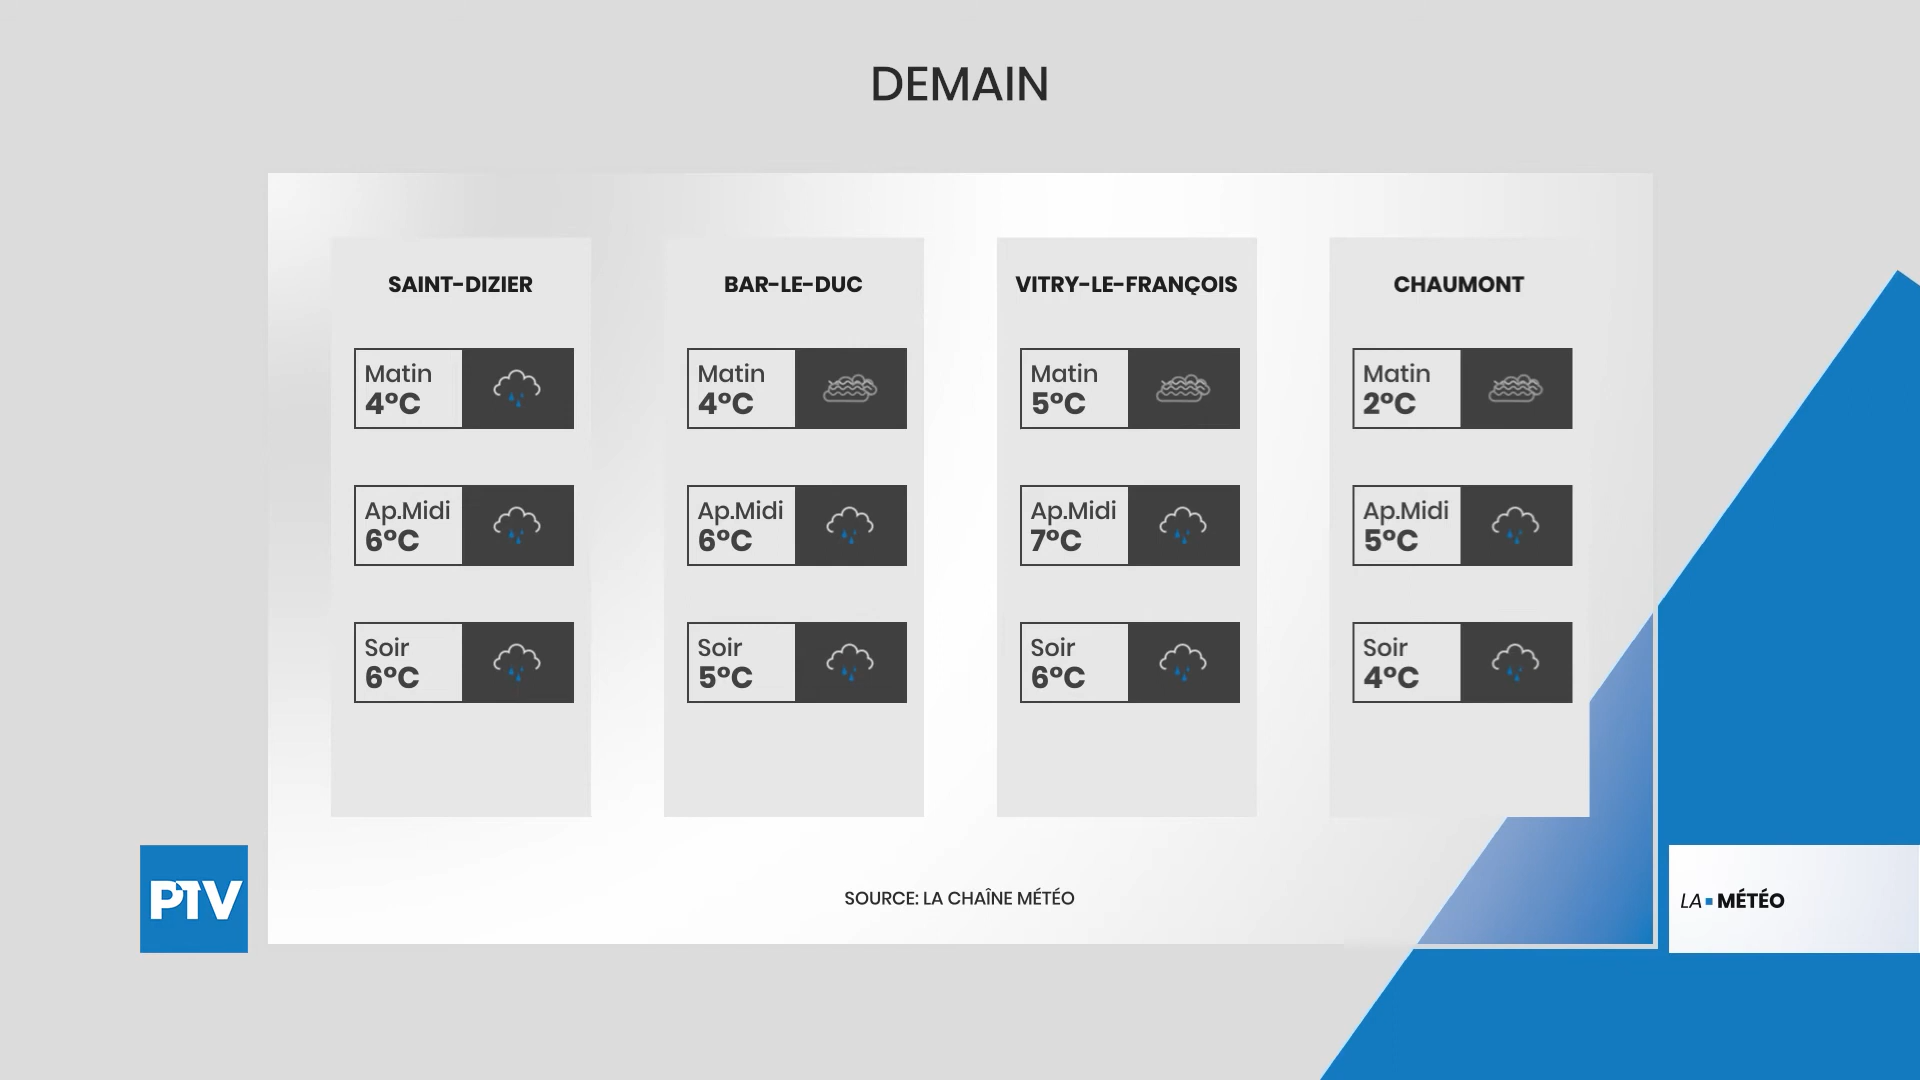 DEMAIN
SAINT-DIZIER
Matin
4°C
Ap.Midi
6°C
Soir
6°C
BAR-LE-DUC
Matin
4°C
Ap.Midi
6°C
Soir
5°C
VITRY-LE-FRANÇOIS
Matin
5°C
Ap.Midi
7°C
Soir
6°C
CHAUMONT
Matin
2°C
Ap.Midi
5°C
Soir
4°C
SOURCE: LA CHAÎNE MÉTÉO
PTV
LA MÉTÉO